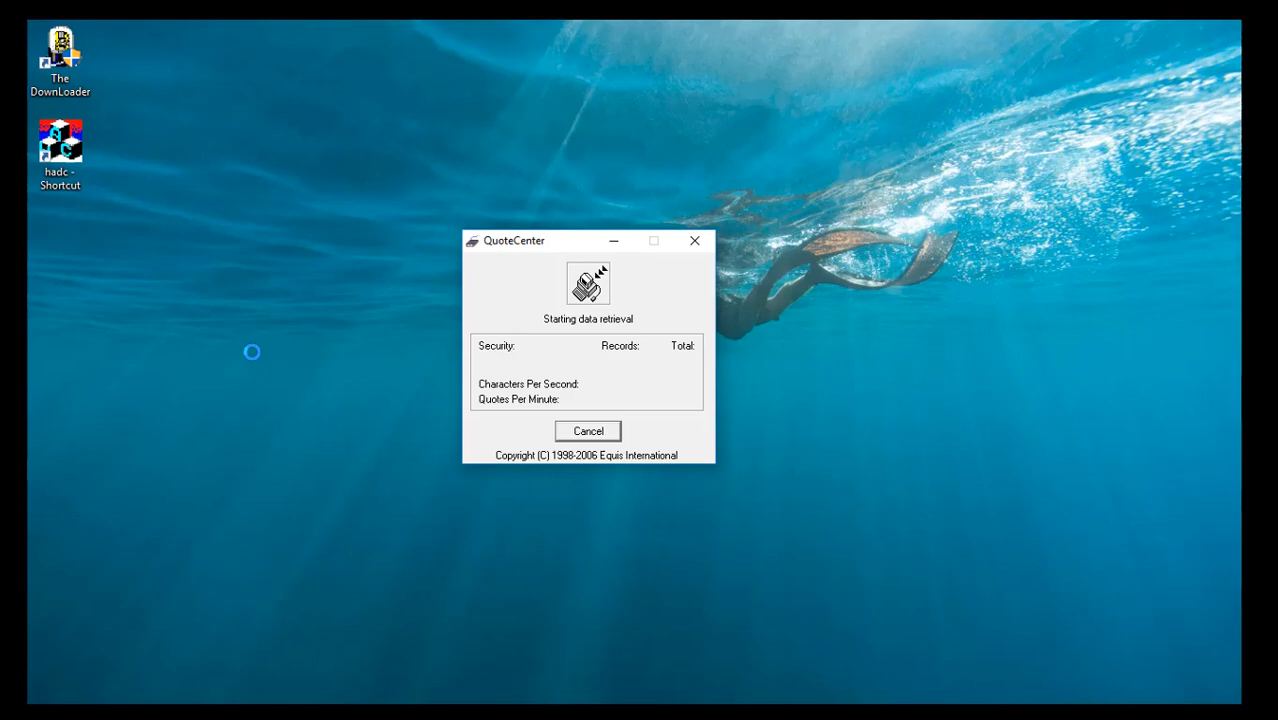 The
DownLoader
hadc -
Shortcut
QuoteCenter
Starting data retrieval
Security: Records: Total:
Characters Per Second:
Quotes Per Minute:
Cancel
Copyright (C) 1998-2006 Equis International